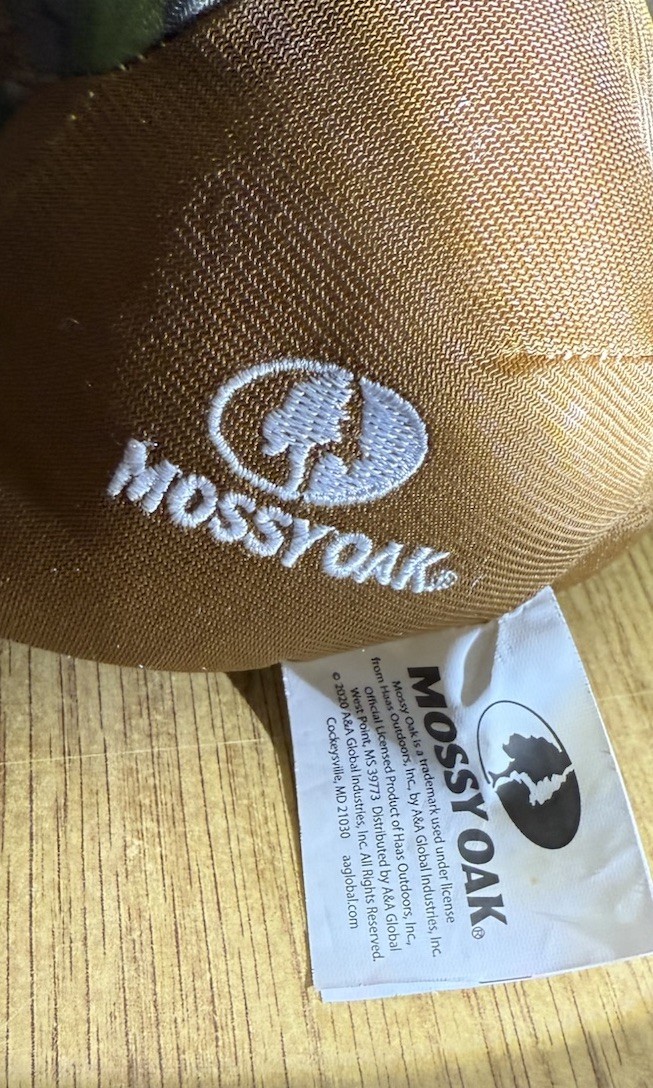 MOSSY OAK®
MOSSY OAK®
Mossy Oak is a trademark used under license
from Haas Outdoors, Inc., by A&A Global Industries, Inc.
Official Licensed Product of Haas Outdoors, Inc.,
West Point, MS 39773 Distributed by A&A Global
© 2020 A&A Global Industries, Inc. All Rights Reserved.
Cockeysville, MD 21030 aaglobal.com